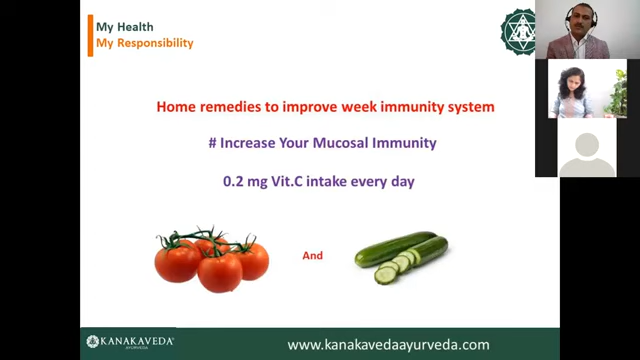 My Health
My Responsibility
Home remedies to improve week immunity system
# Increase Your Mucosal Immunity
0.2 mg Vit.C intake every day
And
KANAKAVEDA
AYURVEDA
www.kanakavedaayurveda.com